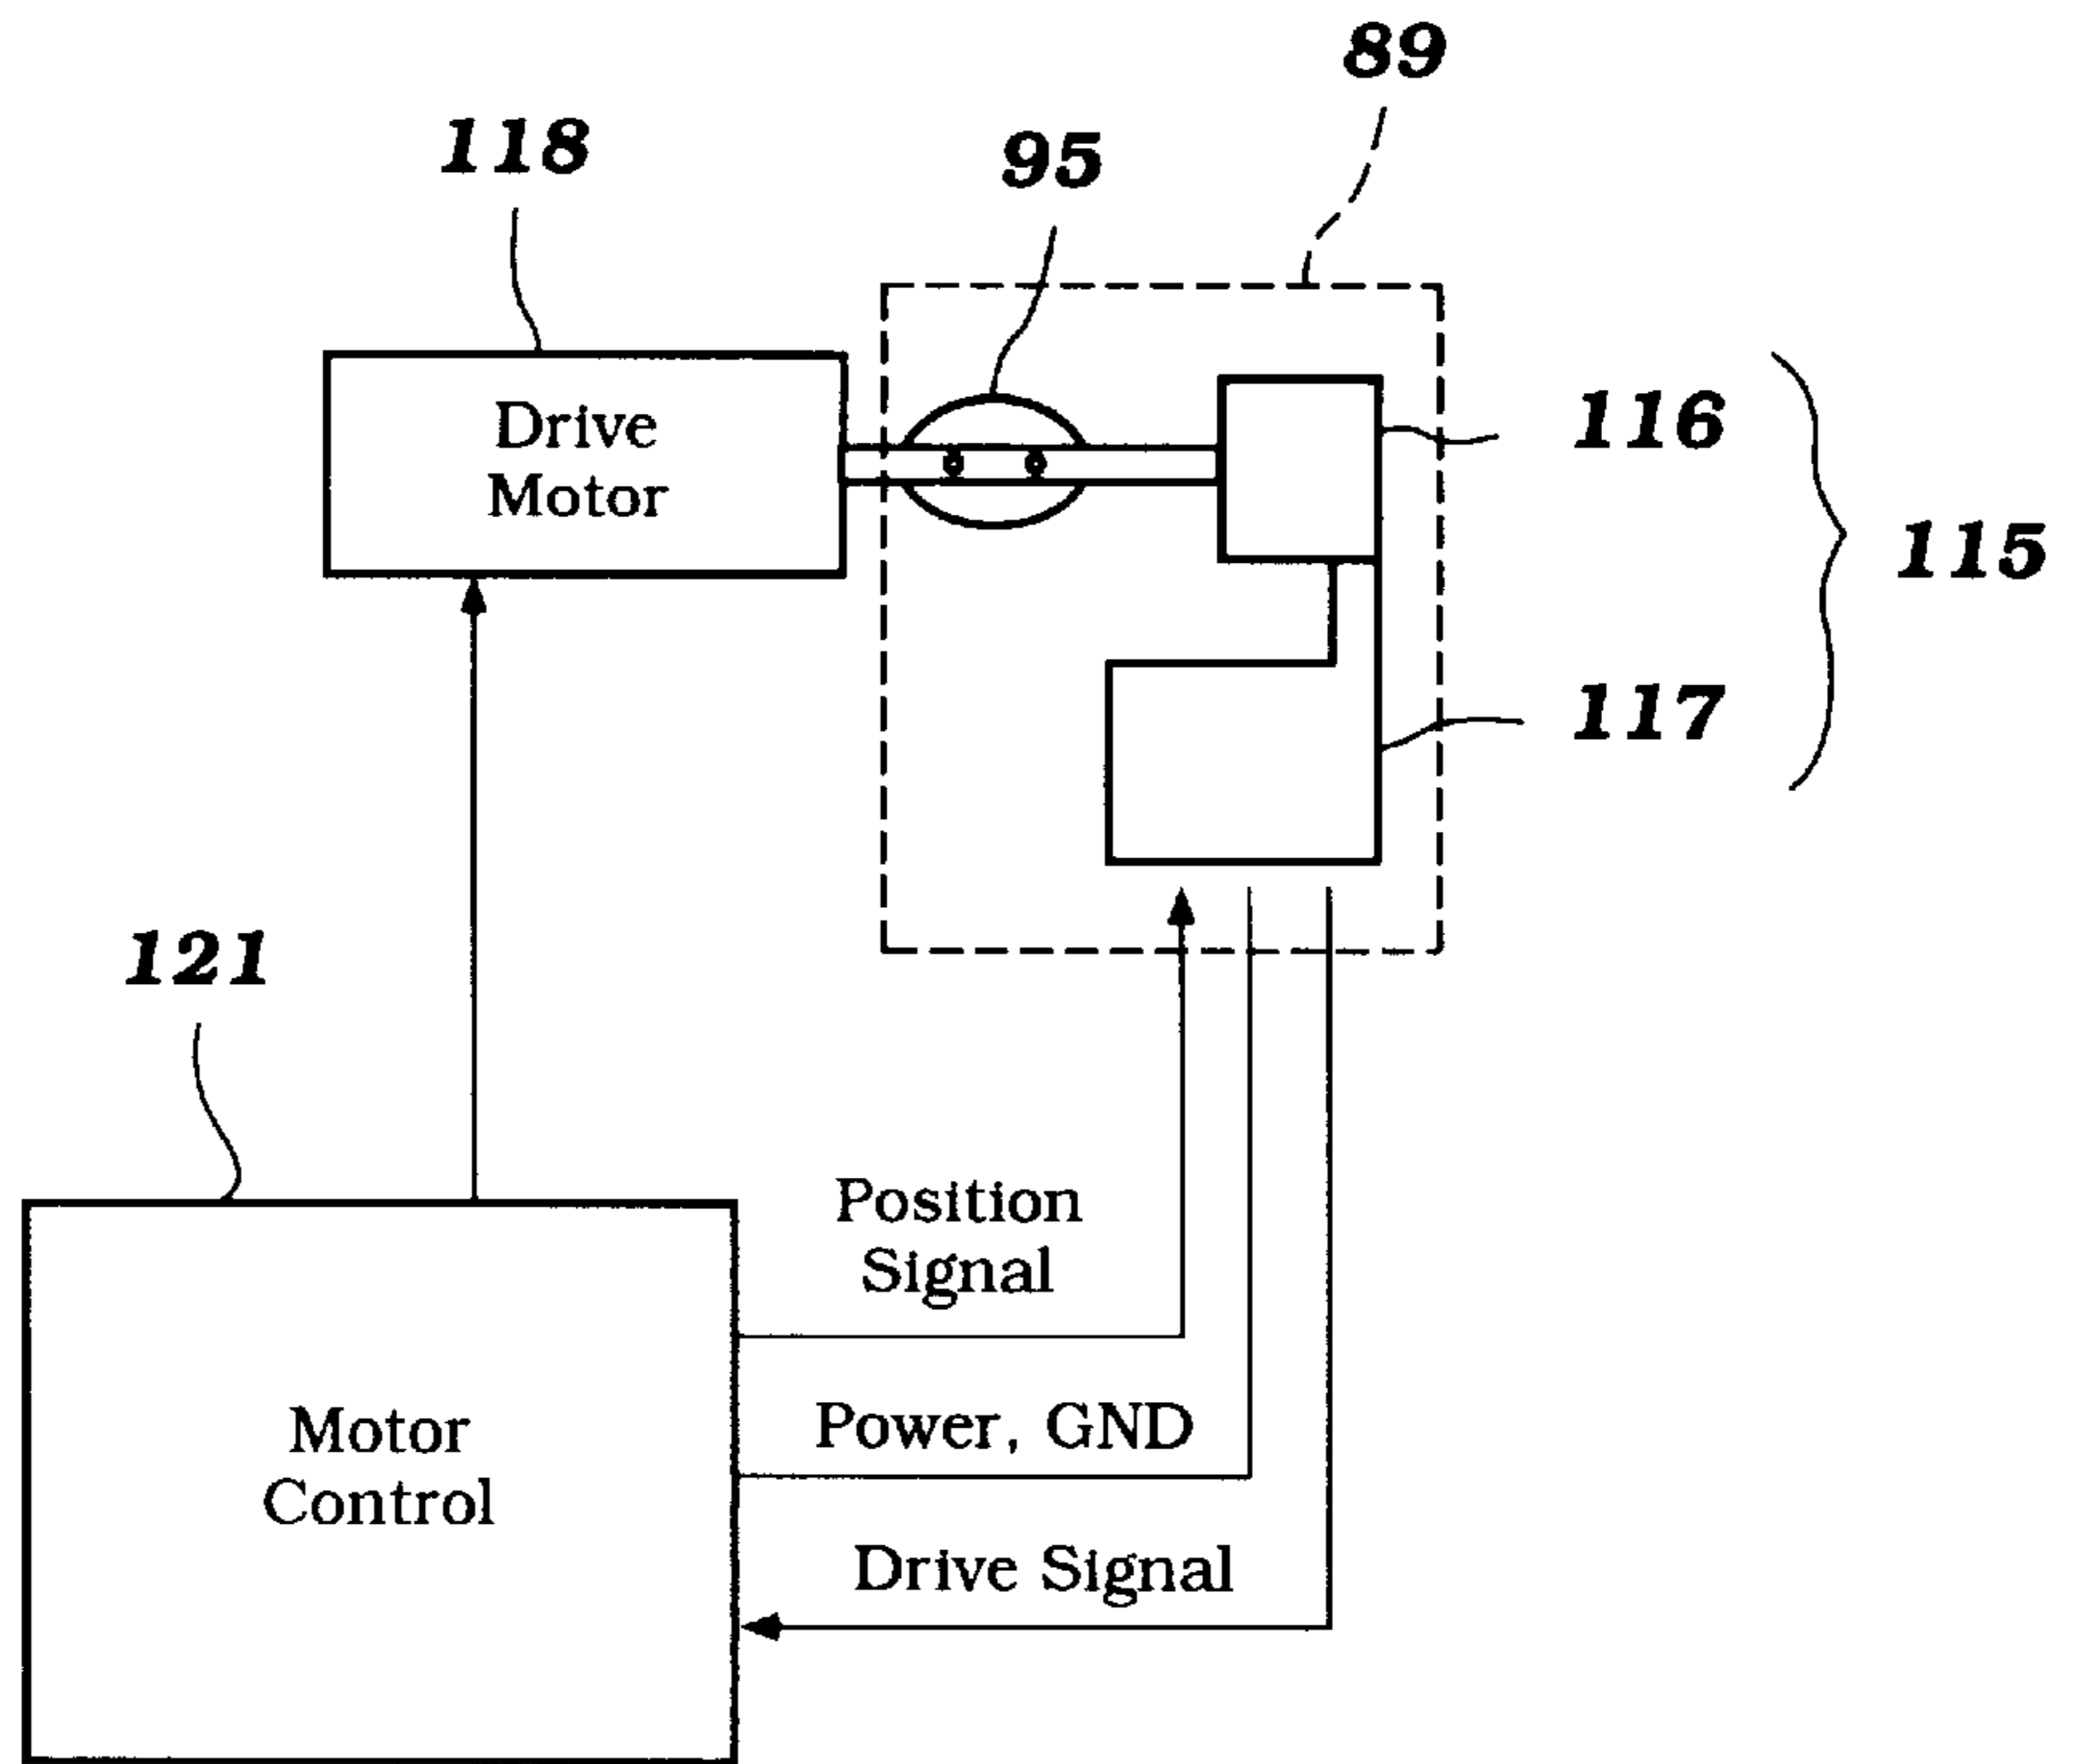 89
118
95
Drive
Motor
116
115
117
121
Position
Signal
Power, GND
Motor
Control
Drive Signal